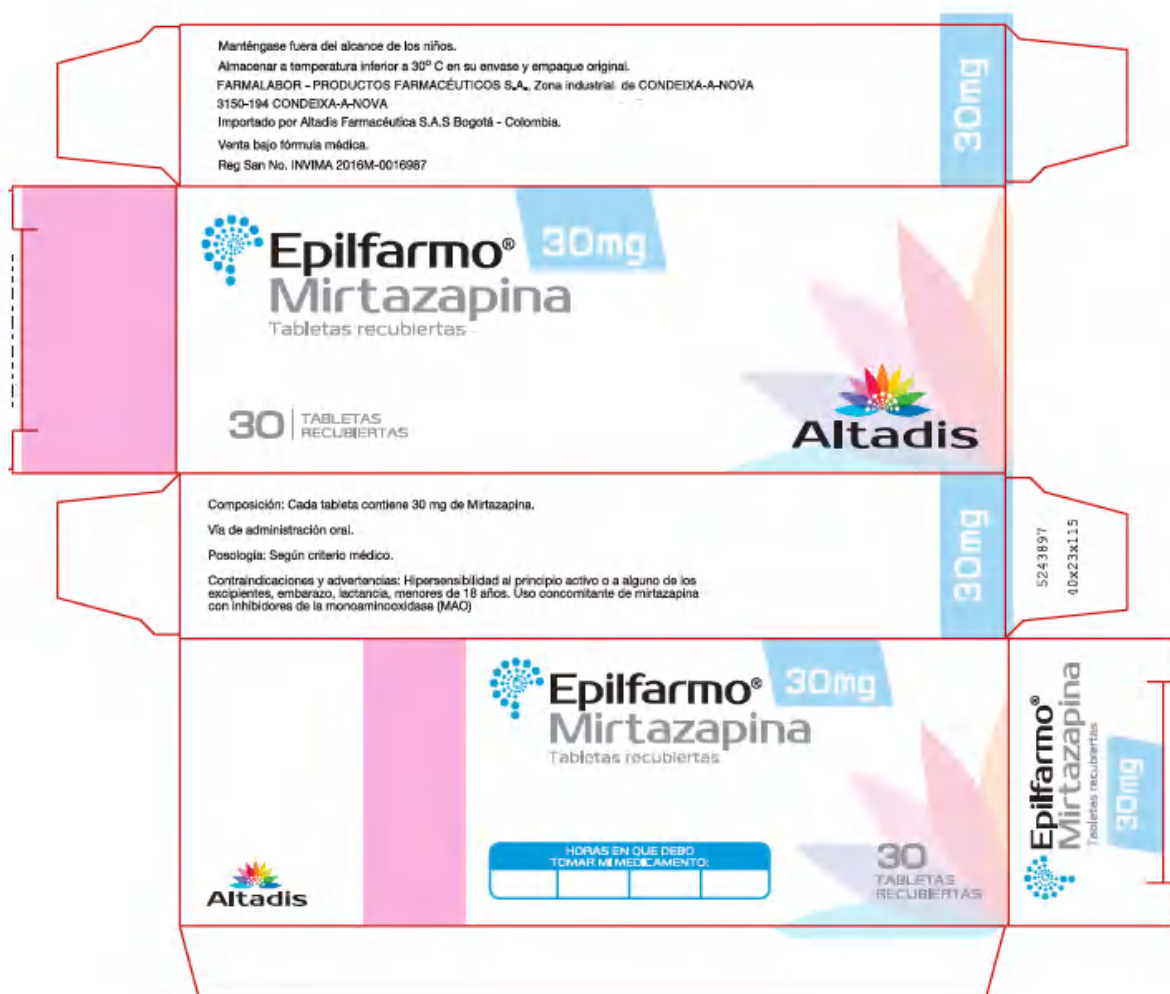 Manténgase fuera del alcance de los niños.
Almacenar a temperatura inferior a 30° C en su envase y empaque original.
FARMALABOR - PRODUCTOS FARMACÉUTICOS S.A., Zona industrial de CONDEIXA-A-NOVA
3150-194 CONDEIXA-A-NOVA
Importado por Altadis Farmacéutica S.A.S Bogotá - Colombia.
Venta bajo fórmula médica.
Reg San No. INVIMA 2016M-0016987
30mg
Epilfarmo® 30mg
Mirtazapina
Tabletas recubiertas
30 TABLETAS
RECUBIERTAS
Altadis
Composición: Cada tableta contiene 30 mg de Mirtazapina.
Vía de administración oral.
Posología: Según criterio médico.
Contraindicaciones y advertencias: Hipersensibilidad al principio activo o a alguno de los
excipientes, embarazo, lactancia, menores de 18 años. Uso concomitante de mirtazapina
con inhibidores de la monoaminooxidasa (MAO)
30mg
5243897
40x23x115
Altadis
Epilfarmo® 30mg
Mirtazapina
Tabletas recubiertas
HORAS EN QUE DEBO
TOMAR MI MEDICAMENTO:
30
TABLETAS
RECUBIERTAS
Epilfarmo®
Mirtazapina
Tabletas recubiertas
30mg